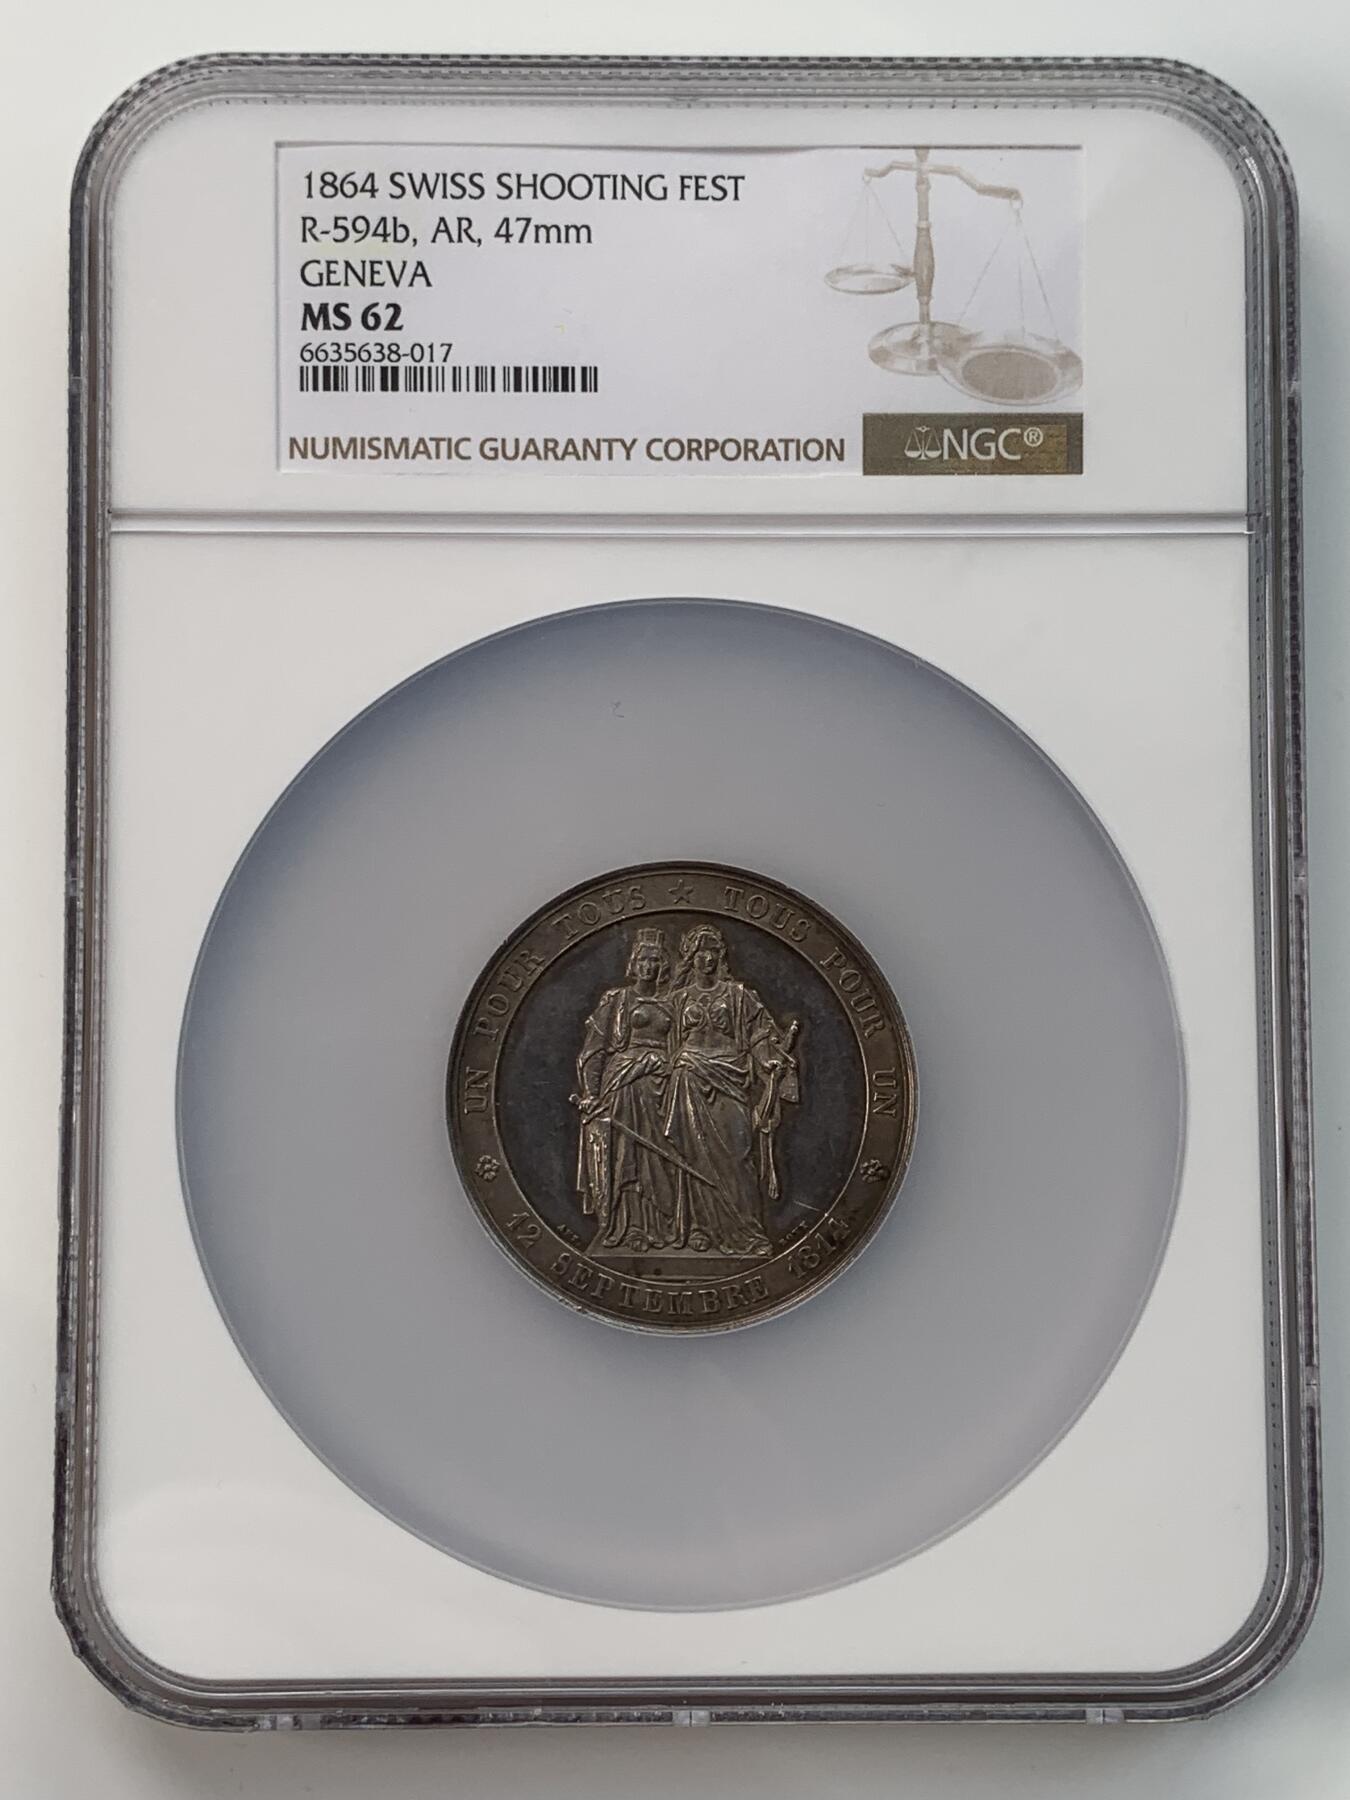 1864 SWISS SHOOTING FEST
R-594b, AR, 47mm
GENEVA
MS 62
6635638-017
NUMISMATIC GUARANTY CORPORATION
NGC®
UN POUR TOUS ★ TOUS POUR UN
12 SEPTEMBRE 1814